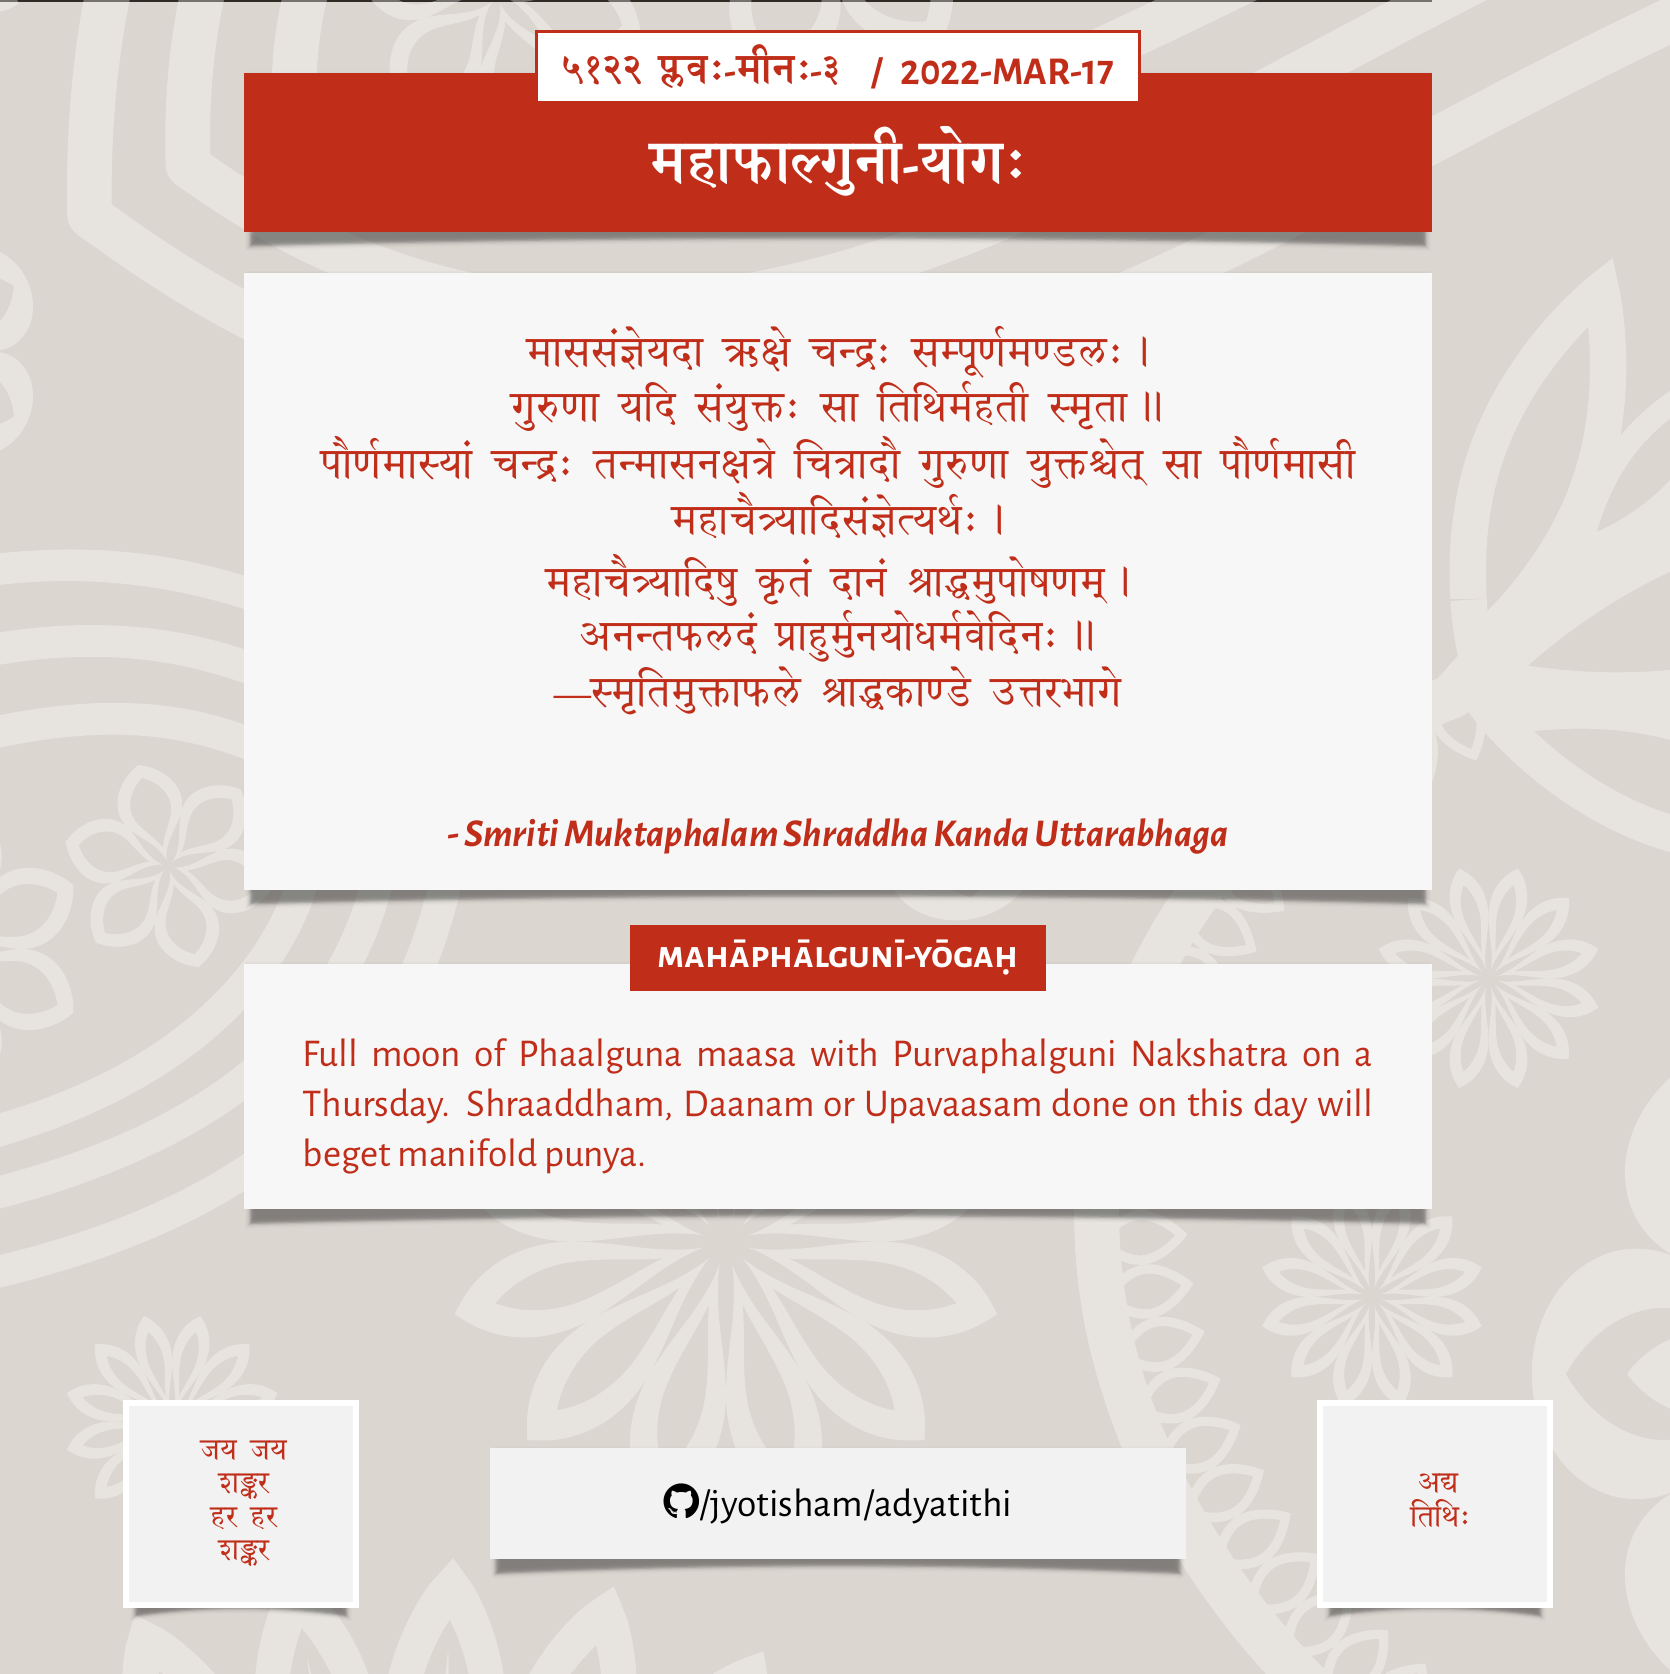 ५१२२ प्लवः-मीनः-३ / 2022-MAR-17
महाफाल्गुनी-योगः
माससंज्ञेयदा ऋक्षे चन्द्रः सम्पूर्णमण्डलः ।
गुरुणा यदि संयुक्तः सा तिथिर्महती स्मृता ॥
पौर्णमास्यां चन्द्रः तन्मासनक्षत्रे चित्रादौ गुरुणा युक्तश्चेत् सा पौर्णमासी
महाचैत्र्यादिसंज्ञेत्यर्थः ।
महाचैत्र्यादिषु कृतं दानं श्राद्धमुपोषणम् ।
अनन्तफलदं प्राहुर्मुनयोधर्मवेदिनः ॥
—स्मृतिमुक्ताफले श्राद्धकाण्डे उत्तरभागे
- Smriti Muktaphalam Shraddha Kanda Uttarabhaga
MAHĀPHĀLGUNĪ-YŌGAḤ
Full moon of Phaalguna maasa with Purvaphalguni Nakshatra on a
Thursday. Shraaddham, Daanam or Upavaasam done on this day will
beget manifold punya.
जय जय
शङ्कर
हर हर
शङ्कर
/jyotisham/adyatithi
अद्य
तिथिः